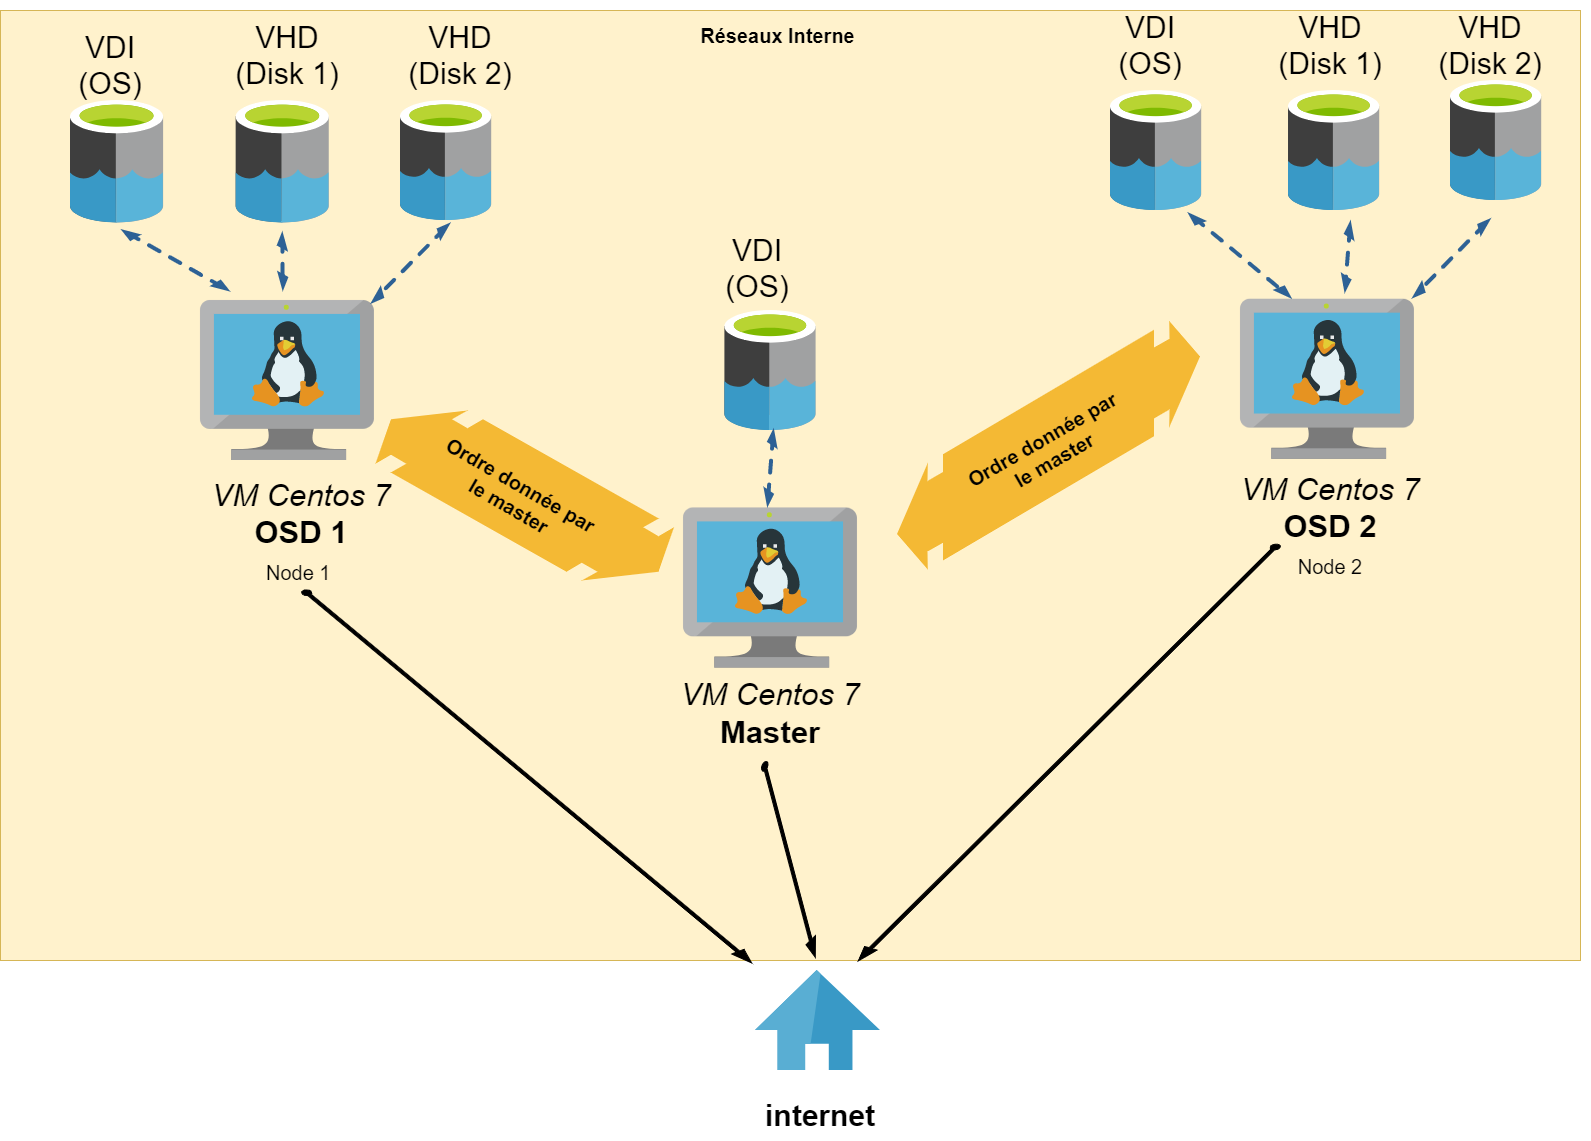 Réseaux Interne
VDI
(OS)
VHD
(Disk 1)
VHD
(Disk 2)
VDI
(OS)
VHD
(Disk 1)
VHD
(Disk 2)
VDI
(OS)
Ordre donnée par
le master
Ordre donnée par
le master
VM Centos 7
OSD 1
Node 1
VM Centos 7
OSD 2
Node 2
VM Centos 7
Master
internet